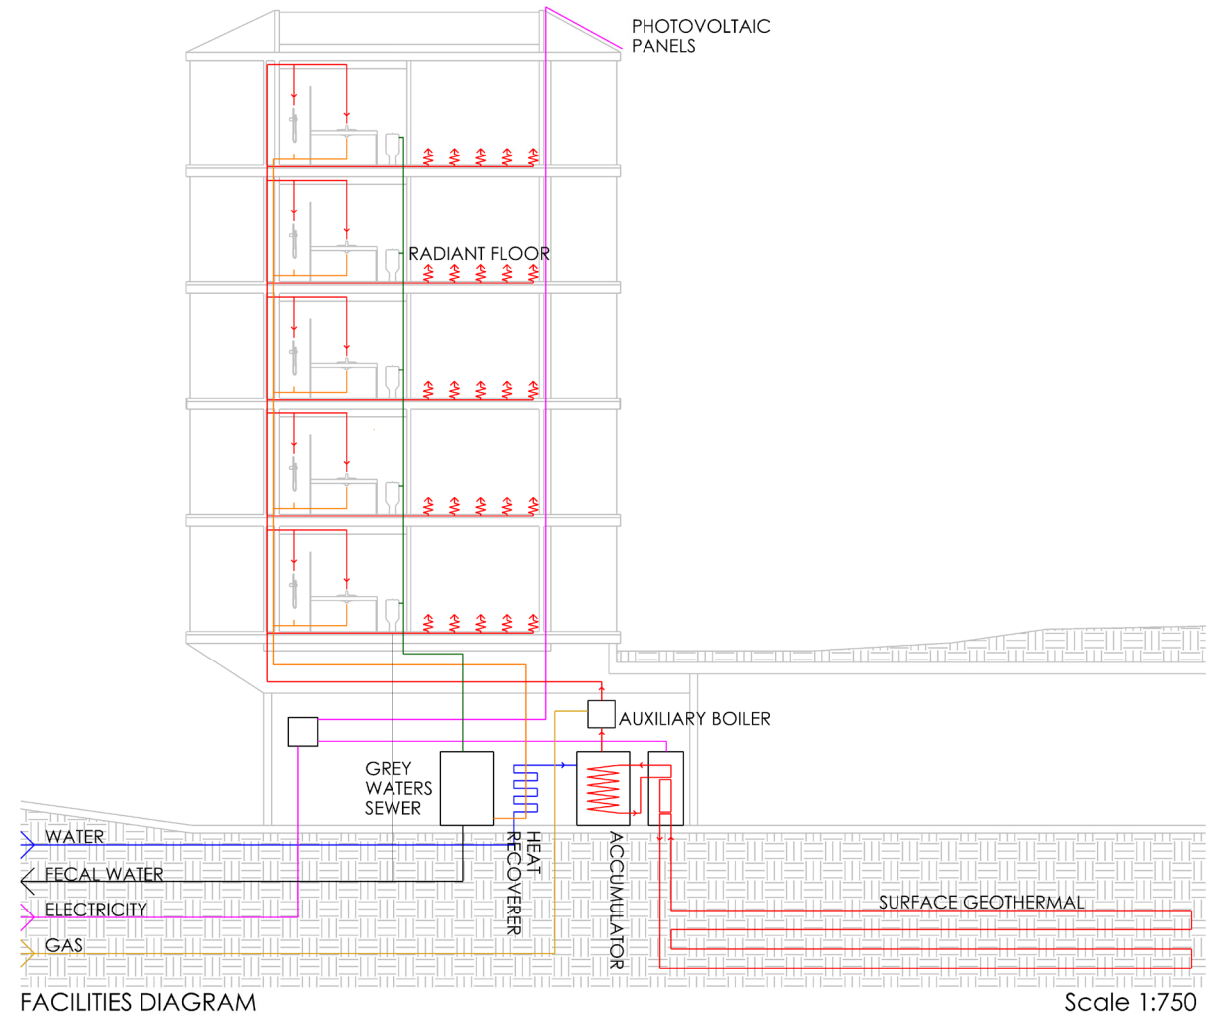 PHOTOVOLTAIC
PANELS
RADIANT FLOOR
AUXILIARY BOILER
GREY
WATERS
SEWER
HEAT
RECOVERER
ACCUMULATOR
WATER
FECAL WATER
ELECTRICITY
GAS
SURFACE GEOTHERMAL
FACILITIES DIAGRAM
Scale 1:750